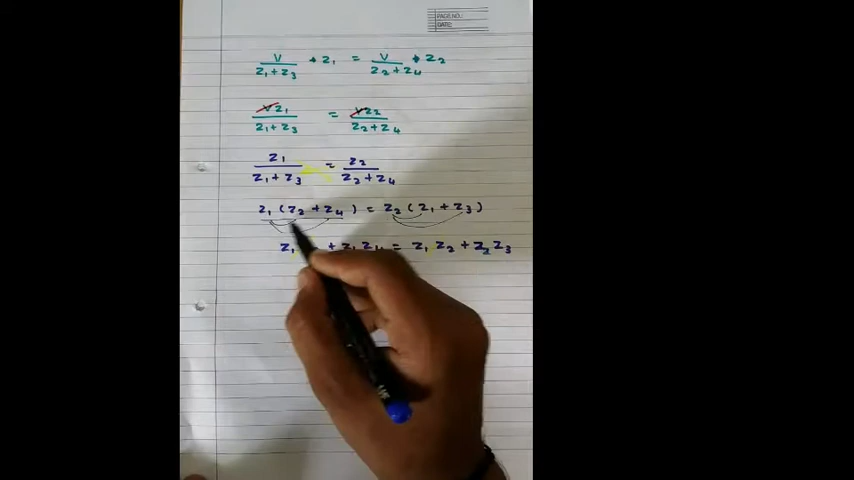 PAGE NO.:
DATE:
V/(Z₁+Z₃) * Z₁ = V/(Z₂+Z₄) * Z₂
VZ₁/(Z₁+Z₃) = VZ₂/(Z₂+Z₄)
Z₁/(Z₁+Z₃) = Z₂/(Z₂+Z₄)
Z₁(Z₂+Z₄) = Z₂(Z₁+Z₃)
Z₁ + Z₁Z₄ = Z₁Z₂ + Z₂Z₃